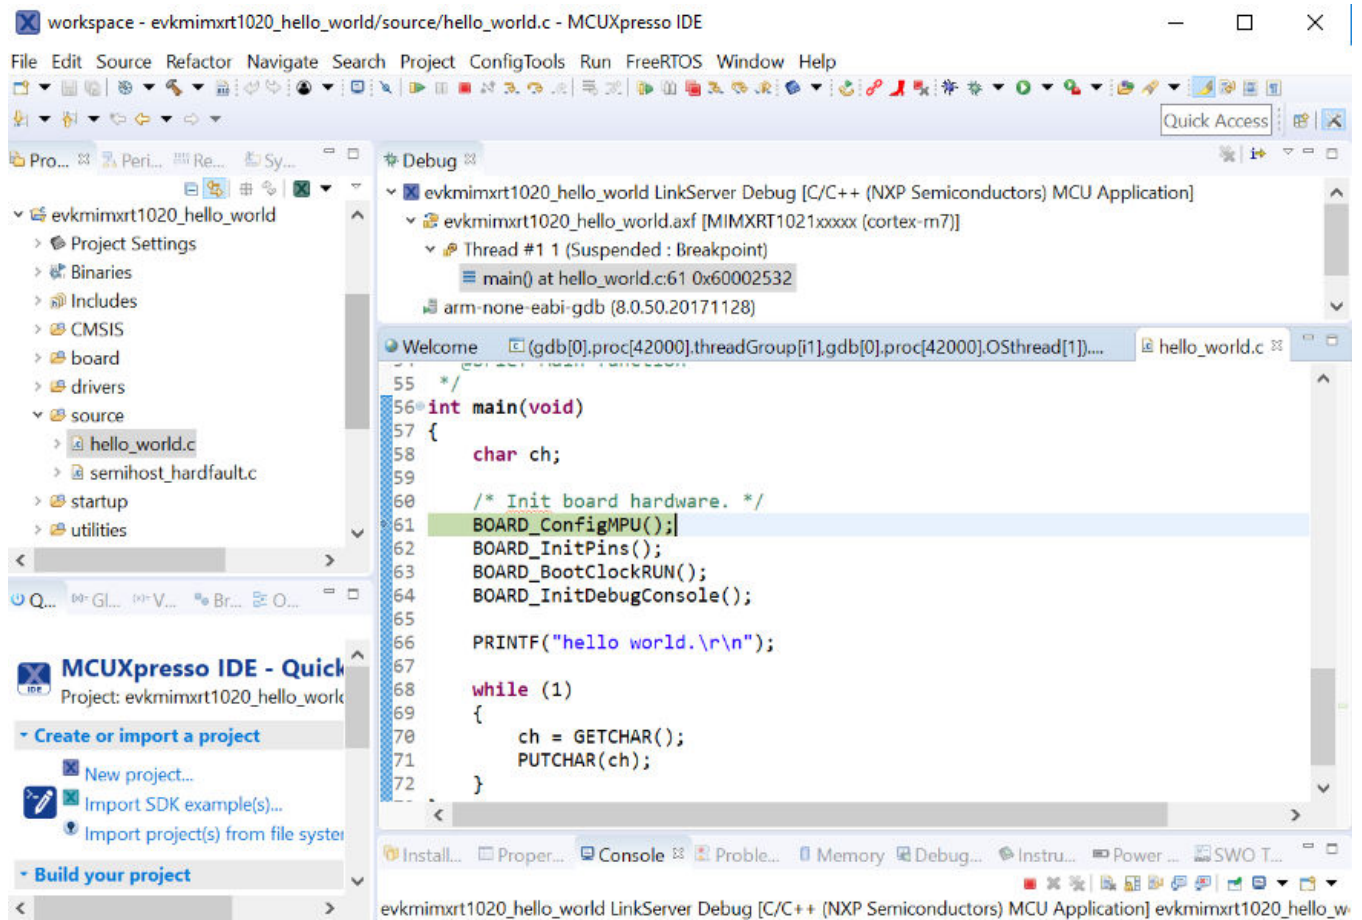 workspace - evkmimxrt1020_hello_world/source/hello_world.c - MCUXpresso IDE
File Edit Source Refactor Navigate Search Project ConfigTools Run FreeRTOS Window Help
Quick Access
Pro... Peri... Re... Sy...
evkmimxrt1020_hello_world
Project Settings
Binaries
Includes
CMSIS
board
drivers
source
hello_world.c
semihost_hardfault.c
startup
utilities
Debug
evkmimxrt1020_hello_world LinkServer Debug [C/C++ (NXP Semiconductors) MCU Application]
evkmimxrt1020_hello_world.axf [MIMXRT1021xxxxx (cortex-m7)]
Thread #1 1 (Suspended : Breakpoint)
main() at hello_world.c:61 0x60002532
arm-none-eabi-gdb (8.0.50.20171128)
Welcome (gdb[0].proc[42000].threadGroup[i1],gdb[0].proc[42000].OSthread[1]).... hello_world.c
55 */
56 int main(void)
57 {
58 char ch;
59
60 /* Init board hardware. */
61 BOARD_ConfigMPU();
62 BOARD_InitPins();
63 BOARD_BootClockRUN();
64 BOARD_InitDebugConsole();
65
66 PRINTF("hello world.\r\n");
67
68 while (1)
69 {
70 ch = GETCHAR();
71 PUTCHAR(ch);
72 }
Q... Gl... V... Br... O...
IDE
MCUXpresso IDE - Quick
Project: evkmimxrt1020_hello_world
Create or import a project
New project...
Import SDK example(s)...
Import project(s) from file syster
Build your project
Install... Proper... Console Proble... Memory Debug... Instru... Power ... SWO T...
evkmimxrt1020_hello_world LinkServer Debug [C/C++ (NXP Semiconductors) MCU Application] evkmimxrt1020_hello_w